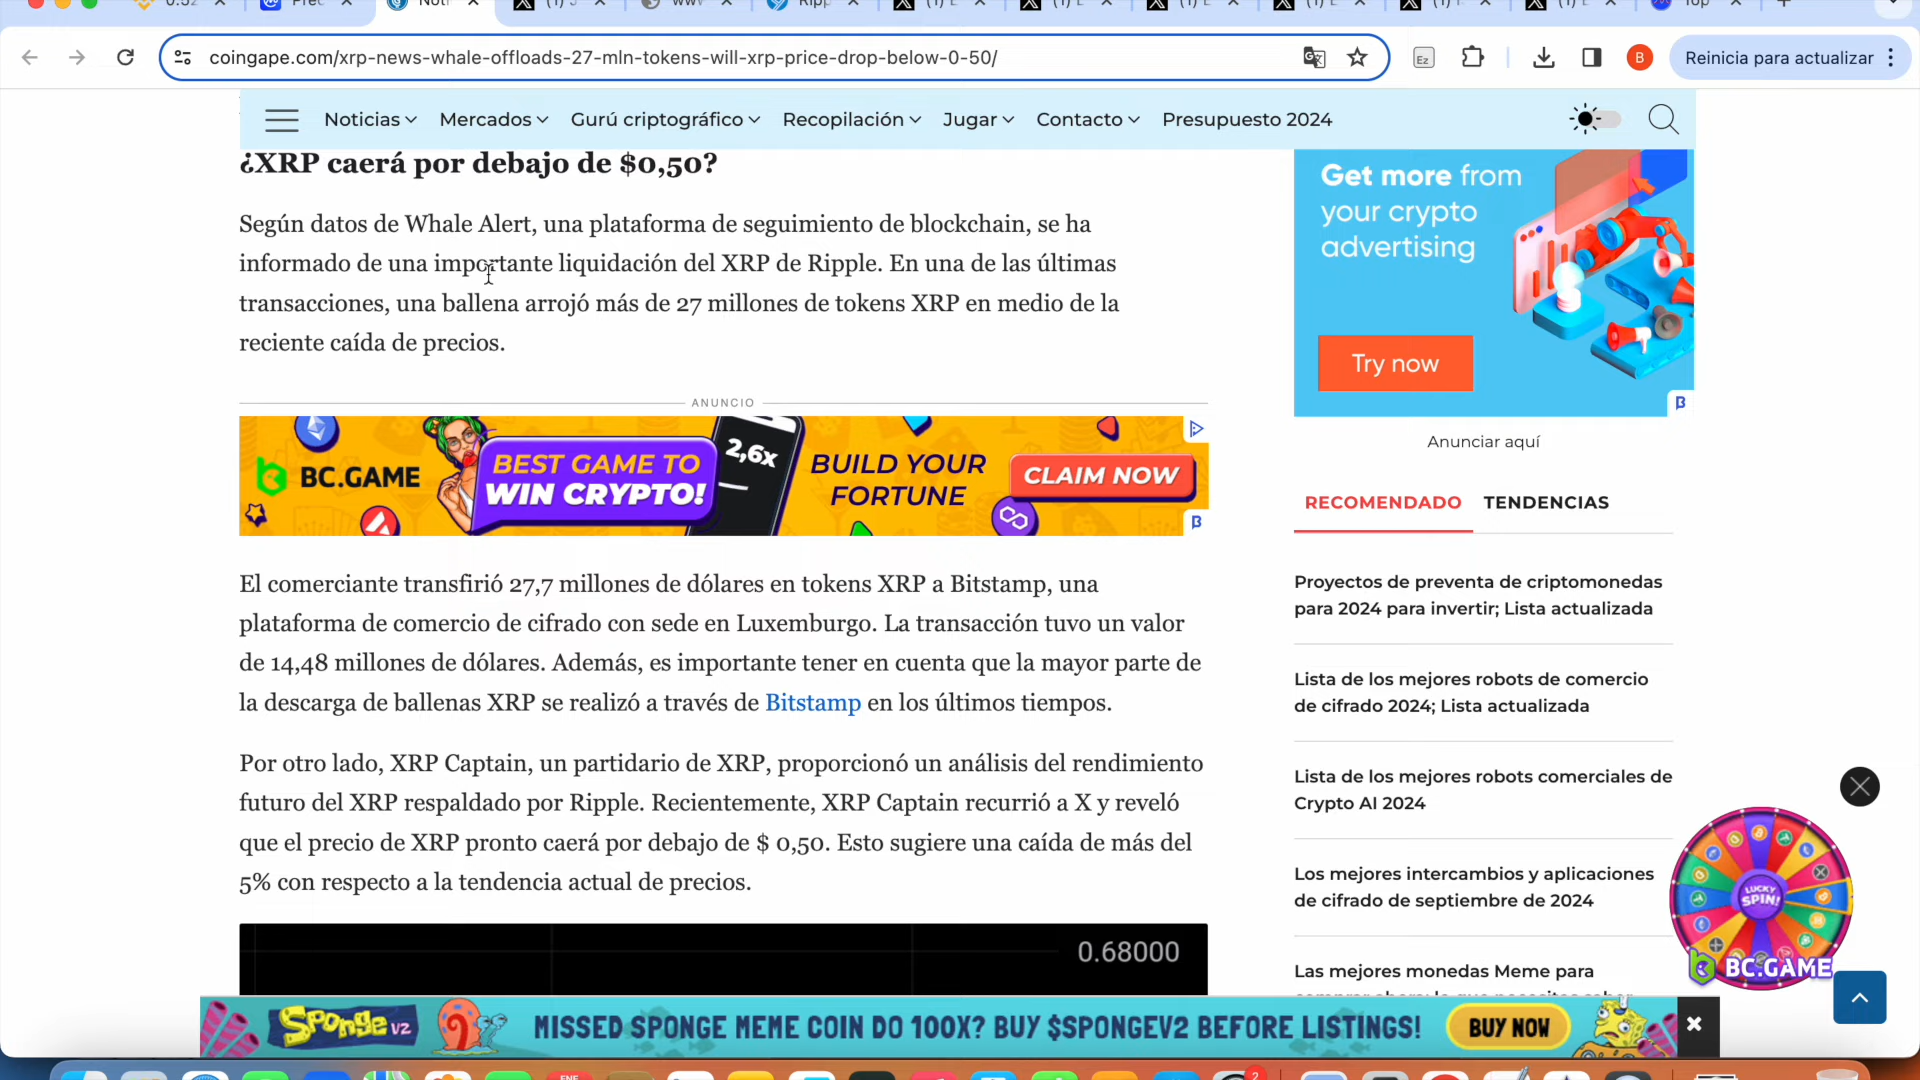 0.52
Prec
Noti
(1) J
www
Ripp
(1) L
(1) L
(1) L
(1) L
Top
coingape.com/xrp-news-whale-offloads-27-mln-tokens-will-xrp-price-drop-below-0-50/
Ez
B
Reinicia para actualizar
Noticias
Mercados
Gurú criptográfico
Recopilación
Jugar
Contacto
Presupuesto 2024
¿XRP caerá por debajo de $0,50?
Según datos de Whale Alert, una plataforma de seguimiento de blockchain, se ha
informado de una importante liquidación del XRP de Ripple. En una de las últimas
transacciones, una ballena arrojó más de 27 millones de tokens XRP en medio de la
reciente caída de precios.
ANUNCIO
BC.GAME
BEST GAME TO
WIN CRYPTO!
2,6x
BUILD YOUR
FORTUNE
CLAIM NOW
El comerciante transfirió 27,7 millones de dólares en tokens XRP a Bitstamp, una
plataforma de comercio de cifrado con sede en Luxemburgo. La transacción tuvo un valor
de 14,48 millones de dólares. Además, es importante tener en cuenta que la mayor parte de
la descarga de ballenas XRP se realizó a través de Bitstamp en los últimos tiempos.
Por otro lado, XRP Captain, un partidario de XRP, proporcionó un análisis del rendimiento
futuro del XRP respaldado por Ripple. Recientemente, XRP Captain recurrió a X y reveló
que el precio de XRP pronto caerá por debajo de $ 0,50. Esto sugiere una caída de más del
5% con respecto a la tendencia actual de precios.
0.68000
Get more from
your crypto
advertising
Try now
Anunciar aquí
RECOMENDADO
TENDENCIAS
Proyectos de preventa de criptomonedas
para 2024 para invertir; Lista actualizada
Lista de los mejores robots de comercio
de cifrado 2024; Lista actualizada
Lista de los mejores robots comerciales de
Crypto AI 2024
Los mejores intercambios y aplicaciones
de cifrado de septiembre de 2024
Las mejores monedas Meme para
LUCKY
SPIN!
BC.GAME
Sponge V2
MISSED SPONGE MEME COIN DO 100X? BUY $SPONGEV2 BEFORE LISTINGS!
BUY NOW
ENE
2